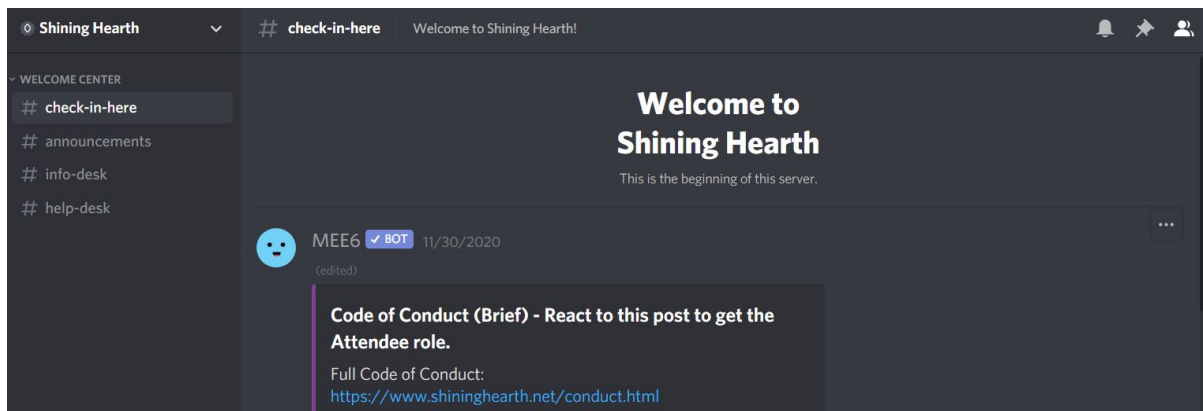 Shining Hearth
# check-in-here
Welcome to Shining Hearth!
WELCOME CENTER
# check-in-here
# announcements
# info-desk
# help-desk
Welcome to
Shining Hearth
This is the beginning of this server.
MEE6 ✓ BOT 11/30/2020
(edited)
Code of Conduct (Brief) - React to this post to get the
Attendee role.
Full Code of Conduct:
https://www.shininghearth.net/conduct.html